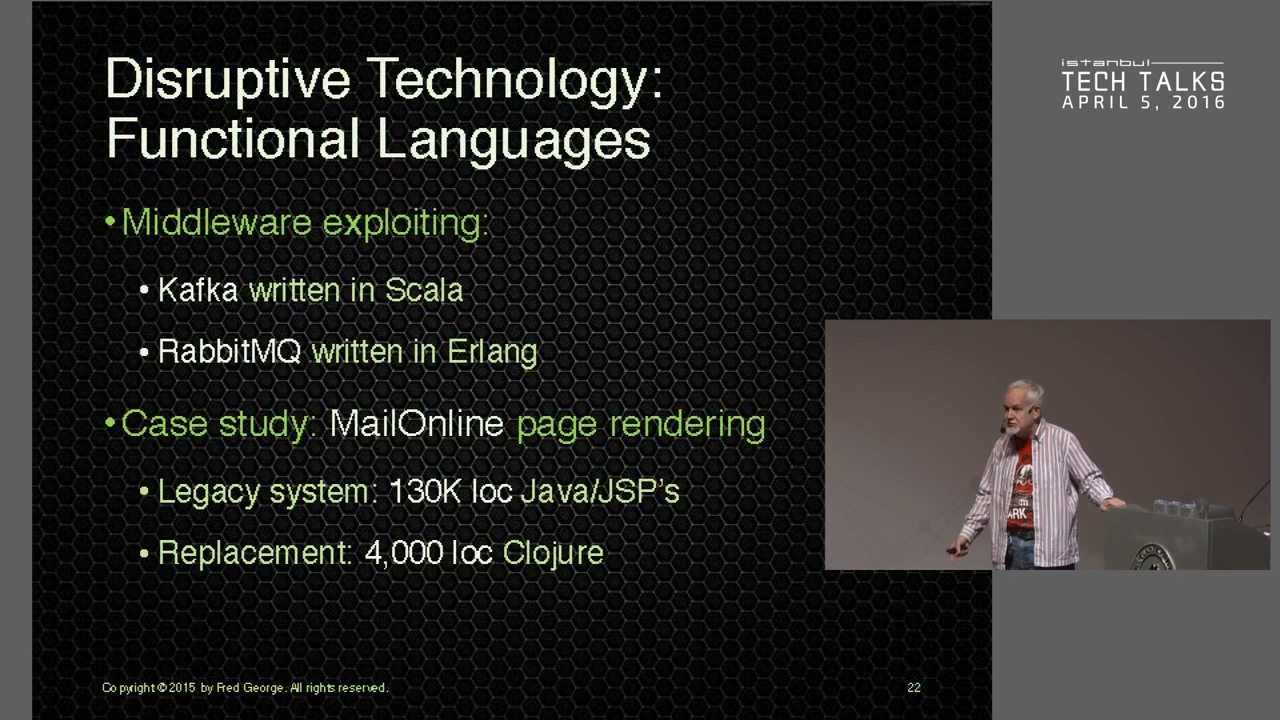 Disruptive Technology:
Functional Languages
• Middleware exploiting:
• Kafka written in Scala
• RabbitMQ written in Erlang
• Case study: MailOnline page rendering
• Legacy system: 130K loc Java/JSP's
• Replacement: 4,000 loc Clojure
Copyright © 2015 by Fred George. All rights reserved.
22
istanbul
TECH TALKS
APRIL 5, 2016
ARK